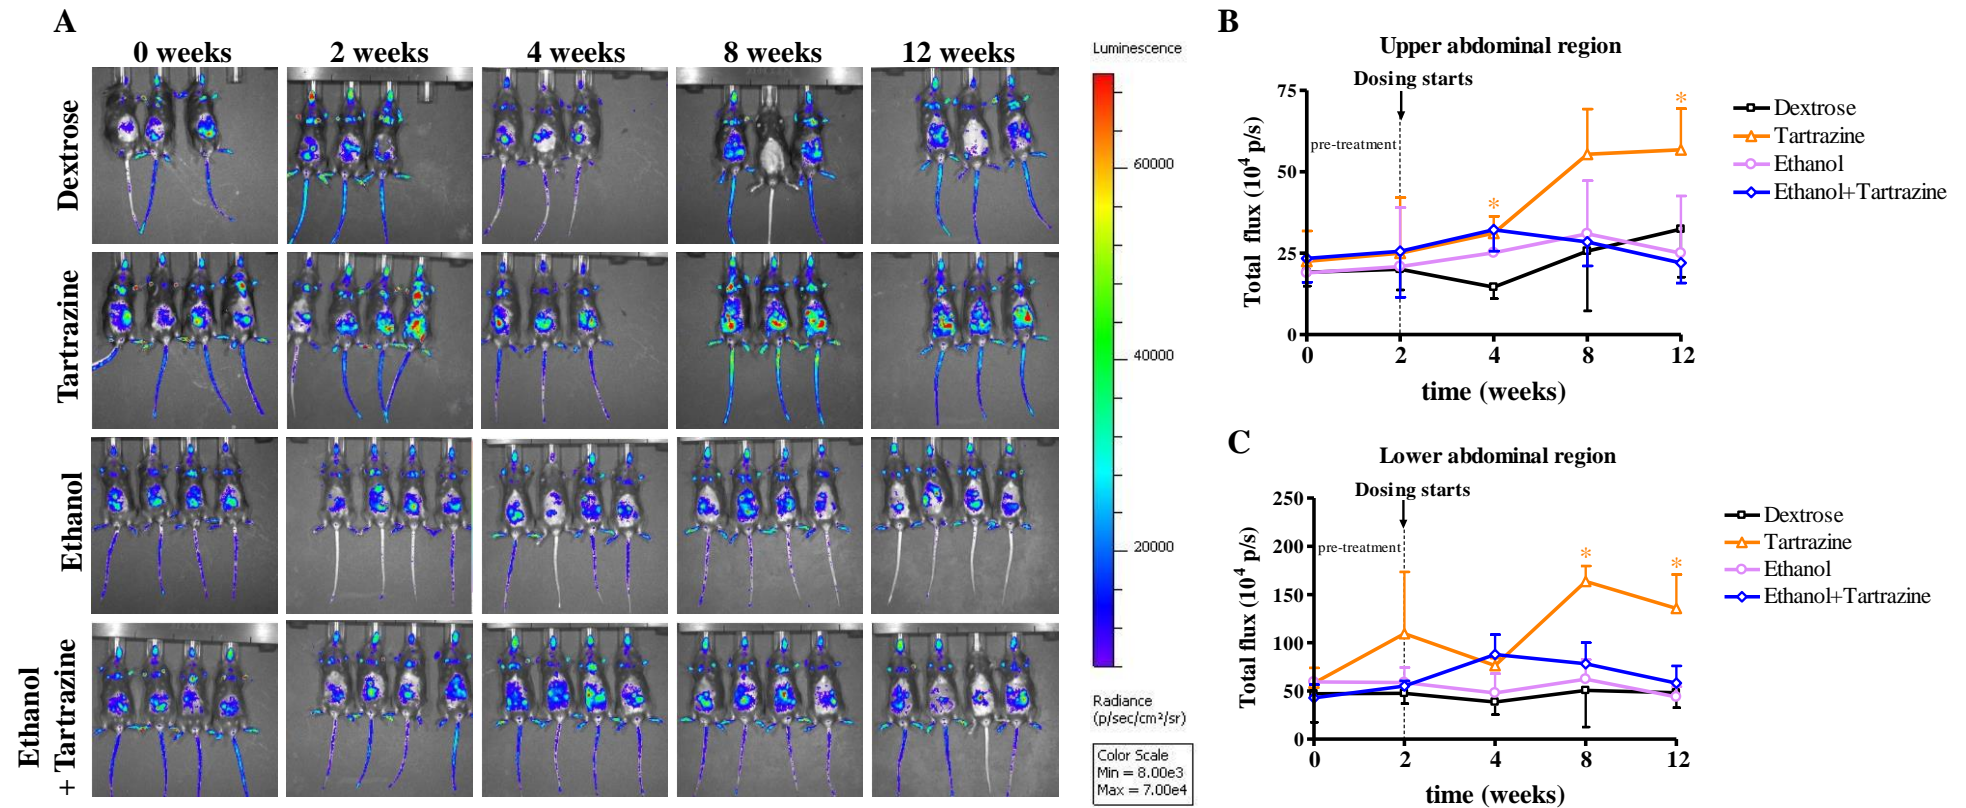 A
0 weeks 2 weeks 4 weeks 8 weeks 12 weeks
Dextrose
Tartrazine
Ethanol
Ethanol
+ Tartrazine
Luminescence
60000
40000
20000
Radiance
(p/sec/cm²/sr)
Color Scale
Min = 8.00e3
Max = 7.00e4
B
Upper abdominal region
Dosing starts
pre-treatment
*
*
75
50
25
0
Total flux (10⁴ p/s)
0 2 4 8 12
time (weeks)
Dextrose
Tartrazine
Ethanol
Ethanol+Tartrazine
C
Lower abdominal region
Dosing starts
pre-treatment
*
*
250
200
150
100
50
0
Total flux (10⁴ p/s)
0 2 4 8 12
time (weeks)
Dextrose
Tartrazine
Ethanol
Ethanol+Tartrazine